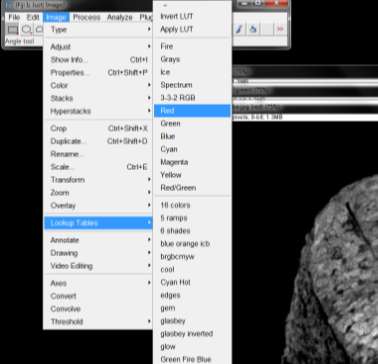 (Fiji Is Just) ImageJ
File Edit Image Process Analyze Plug
Angle tool
Type
Adjust
Show Info... Ctrl+I
Properties... Ctrl+Shift+P
Color
Stacks
Hyperstacks
Crop Ctrl+Shift+X
Duplicate... Ctrl+Shift+D
Rename...
Scale... Ctrl+E
Transform
Zoom
Overlay
Lookup Tables
Annotate
Drawing
Video Editing
Axes
Convert
Convolve
Threshold
Invert LUT
Apply LUT
Fire
Grays
Ice
Spectrum
3-3-2 RGB
Red
Green
Blue
Cyan
Magenta
Yellow
Red/Green
16 colors
5 ramps
6 shades
blue orange icb
brgbcmyw
cool
Cyan Hot
edges
gem
glasbey
glasbey inverted
glow
Green Fire Blue
8-bit; 1.3MB